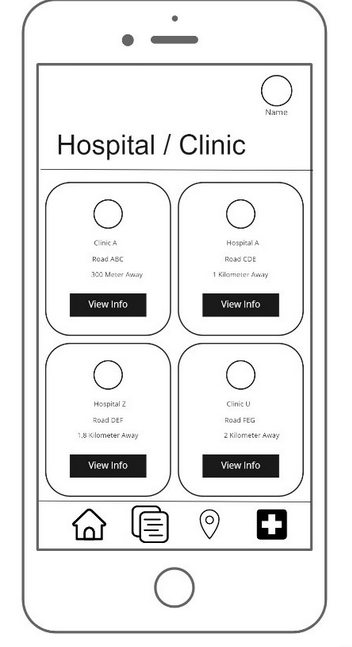 Name
Hospital / Clinic
Clinic A
Road ABC
300 Meter Away
View Info
Hospital A
Road CDE
1 Kilometer Away
View Info
Hospital Z
Road DEF
1,8 Kilometer Away
View Info
Clinic U
Road FEG
2 Kilometer Away
View Info